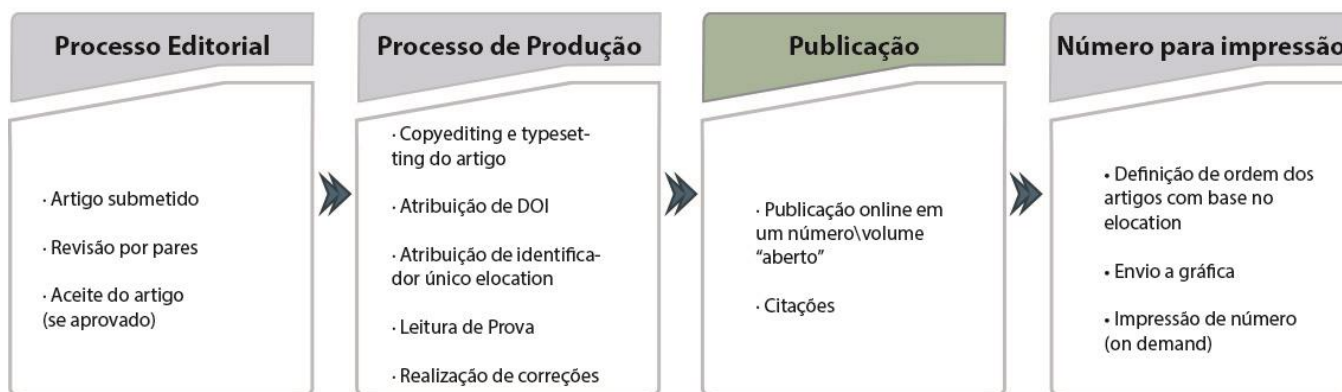 Processo Editorial
· Artigo submetido
· Revisão por pares
· Aceite do artigo
(se aprovado)
Processo de Produção
· Copyediting e typeset-
ting do artigo
· Atribuição de DOI
· Atribuição de identifica-
dor único elocation
· Leitura de Prova
· Realização de correções
Publicação
· Publicação online em
um número\volume
“aberto”
· Citações
Número para impressão
• Definição de ordem dos
artigos com base no
elocation
• Envio a gráfica
• Impressão de número
(on demand)